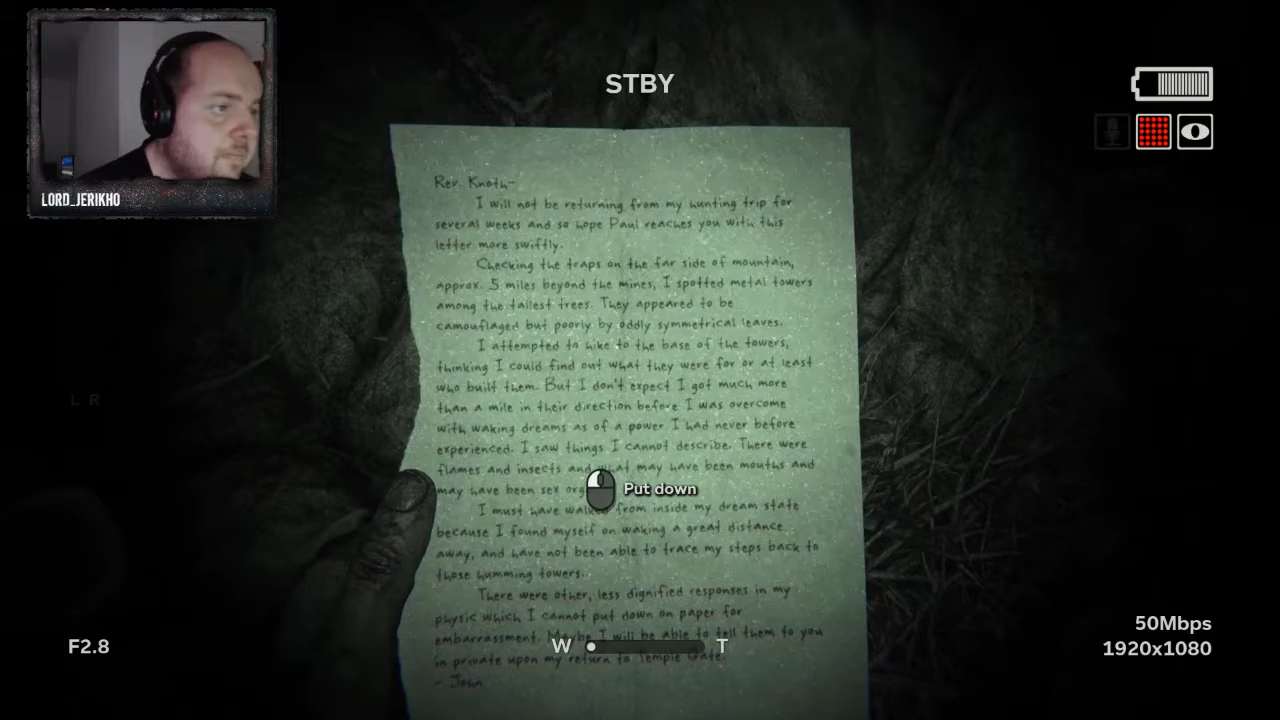 STBY
LORD_JERIKHO
Rev. Knoth-
I will not be returning from my hunting trip for
several weeks and so hope Paul reaches you with this
letter more swiftly.
Checking the traps on the far side of mountain,
approx. 5 miles beyond the mines, I spotted metal towers
among the tallest trees. They appeared to be
camouflaged but poorly by oddly symmetrical leaves.
I attempted to hike to the base of the towers,
thinking I could find out what they were for or at least
who built them. But I don't expect I got much more
than a mile in their direction before I was overcome
with waking dreams as of a power I had never before
experienced. I saw things I cannot describe. There were
flames and insects and what may have been mouths and
may have been sex
Put down
I must have walked from inside my dream state
because I found myself on waking a great distance
away, and have not been able to trace my steps back to
those humming towers.
There were other, less dignified responses in my
physic which I cannot put down on paper for
embarrassment. Maybe I will be able to tell them to you
in private upon my return to Temple Gate.
- John
L R
F2.8
W
T
50Mbps
1920x1080